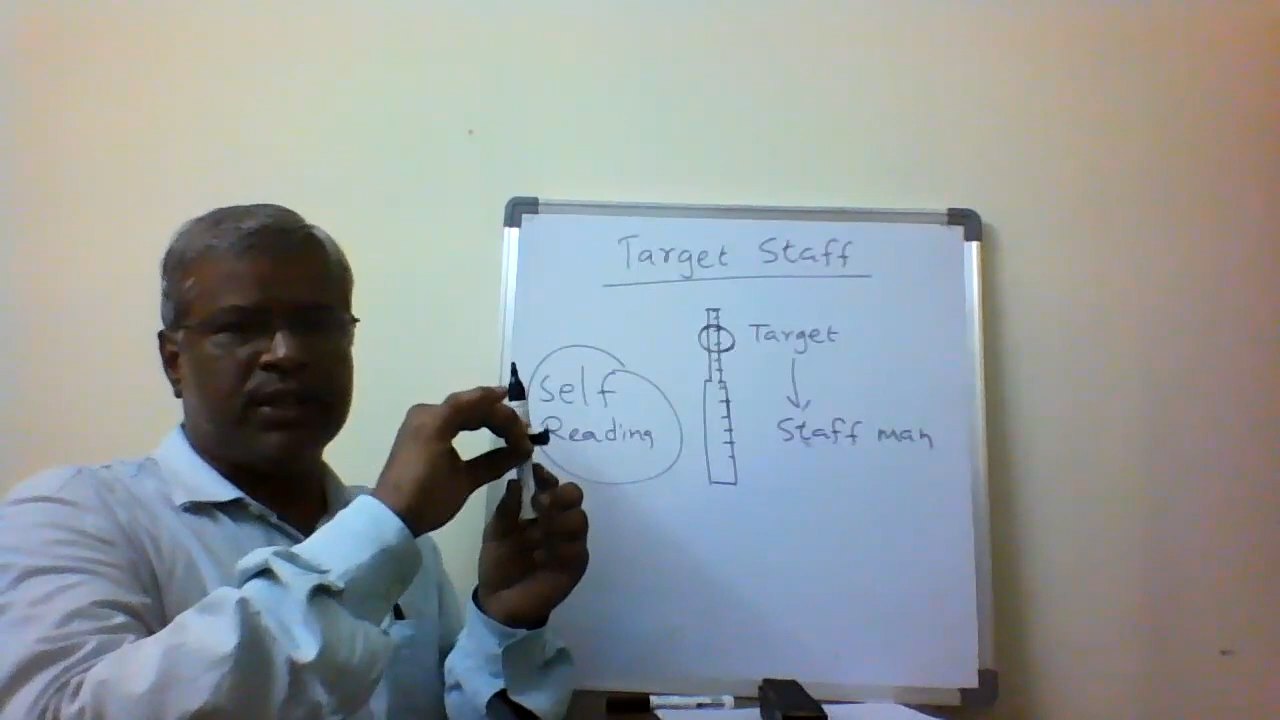 Target Staff
Target
Self
Reading
Staff man